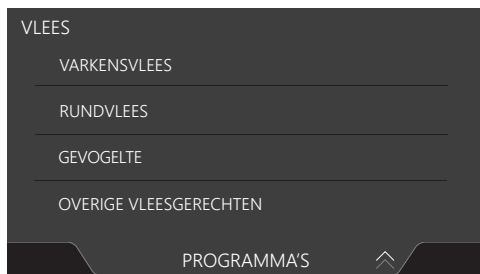 VLEES
VARKENSVLEES
RUNDVLEES
GEVOGELTE
OVERIGE VLEESGERECHTEN
PROGRAMMA'S